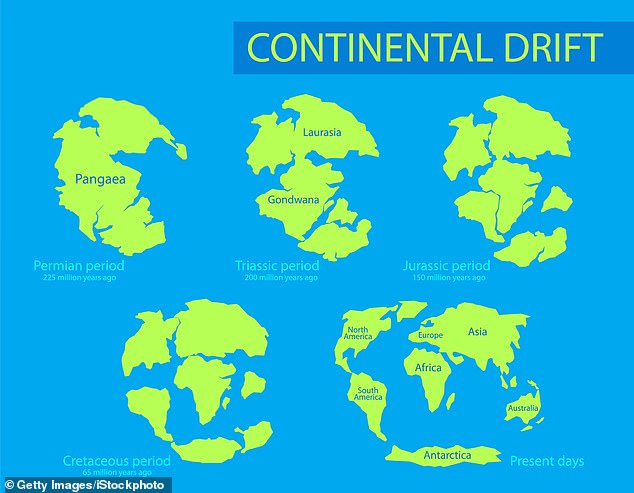 CONTINENTAL DRIFT
Pangaea
Permian period
225 million years ago
Laurasia
Gondwana
Triassic period
200 million years ago
Jurassic period
150 million years ago
Cretaceous period
65 million years ago
North
America
Europe
Asia
Africa
South
America
Australia
Antarctica
Present days
© Getty Images/iStockphoto